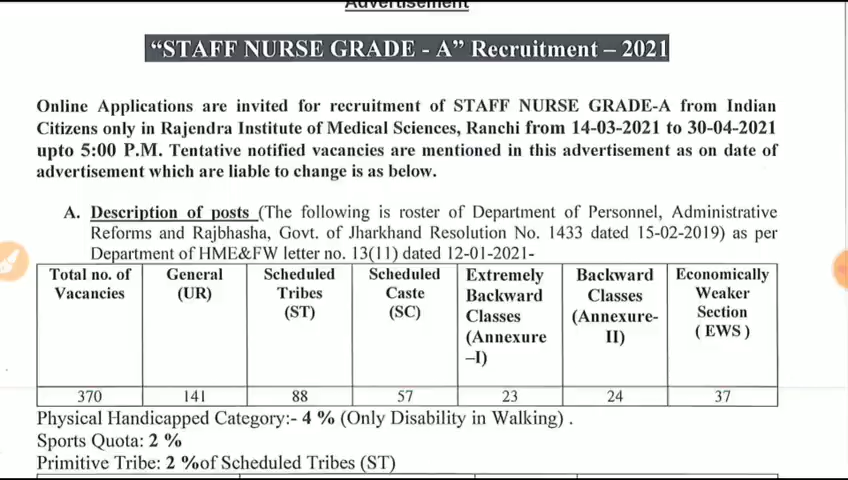 Advertisement
“STAFF NURSE GRADE - A” Recruitment – 2021
Online Applications are invited for recruitment of STAFF NURSE GRADE-A from Indian
Citizens only in Rajendra Institute of Medical Sciences, Ranchi from 14-03-2021 to 30-04-2021
upto 5:00 P.M. Tentative notified vacancies are mentioned in this advertisement as on date of
advertisement which are liable to change is as below.
A. Description of posts (The following is roster of Department of Personnel, Administrative
Reforms and Rajbhasha, Govt. of Jharkhand Resolution No. 1433 dated 15-02-2019) as per
Department of HME&FW letter no. 13(11) dated 12-01-2021-
Total no. of Vacancies
General (UR)
Scheduled Tribes (ST)
Scheduled Caste (SC)
Extremely Backward Classes (Annexure –I)
Backward Classes (Annexure- II)
Economically Weaker Section ( EWS )
370 141 88 57 23 24 37
Physical Handicapped Category:- 4 % (Only Disability in Walking) .
Sports Quota: 2 %
Primitive Tribe: 2 %of Scheduled Tribes (ST)